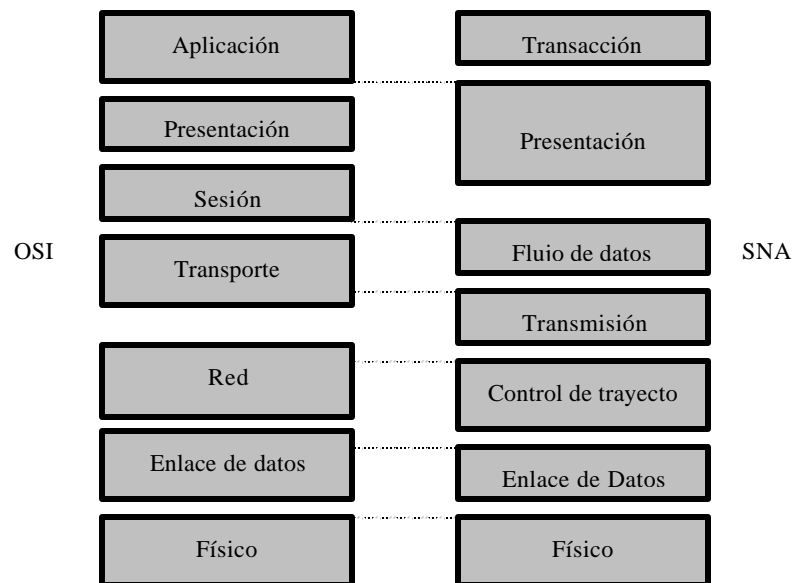 Aplicación
Presentación
Sesión
OSI
Transporte
Red
Enlace de datos
Físico
Transacción
Presentación
Fluio de datos
SNA
Transmisión
Control de trayecto
Enlace de Datos
Físico